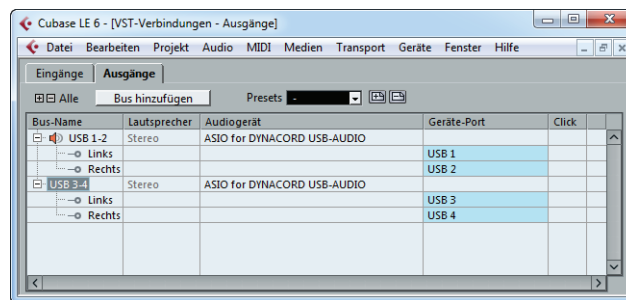 Cubase LE 6 - [VST-Verbindungen - Ausgänge]
Datei Bearbeiten Projekt Audio MIDI Medien Transport Geräte Fenster Hilfe
Eingänge Ausgänge
Alle Bus hinzufügen Presets -
Bus-Name Lautsprecher Audiogerät Geräte-Port Click
USB 1-2 Stereo ASIO for DYNACORD USB-AUDIO
Links USB 1
Rechts USB 2
USB 3-4 Stereo ASIO for DYNACORD USB-AUDIO
Links USB 3
Rechts USB 4